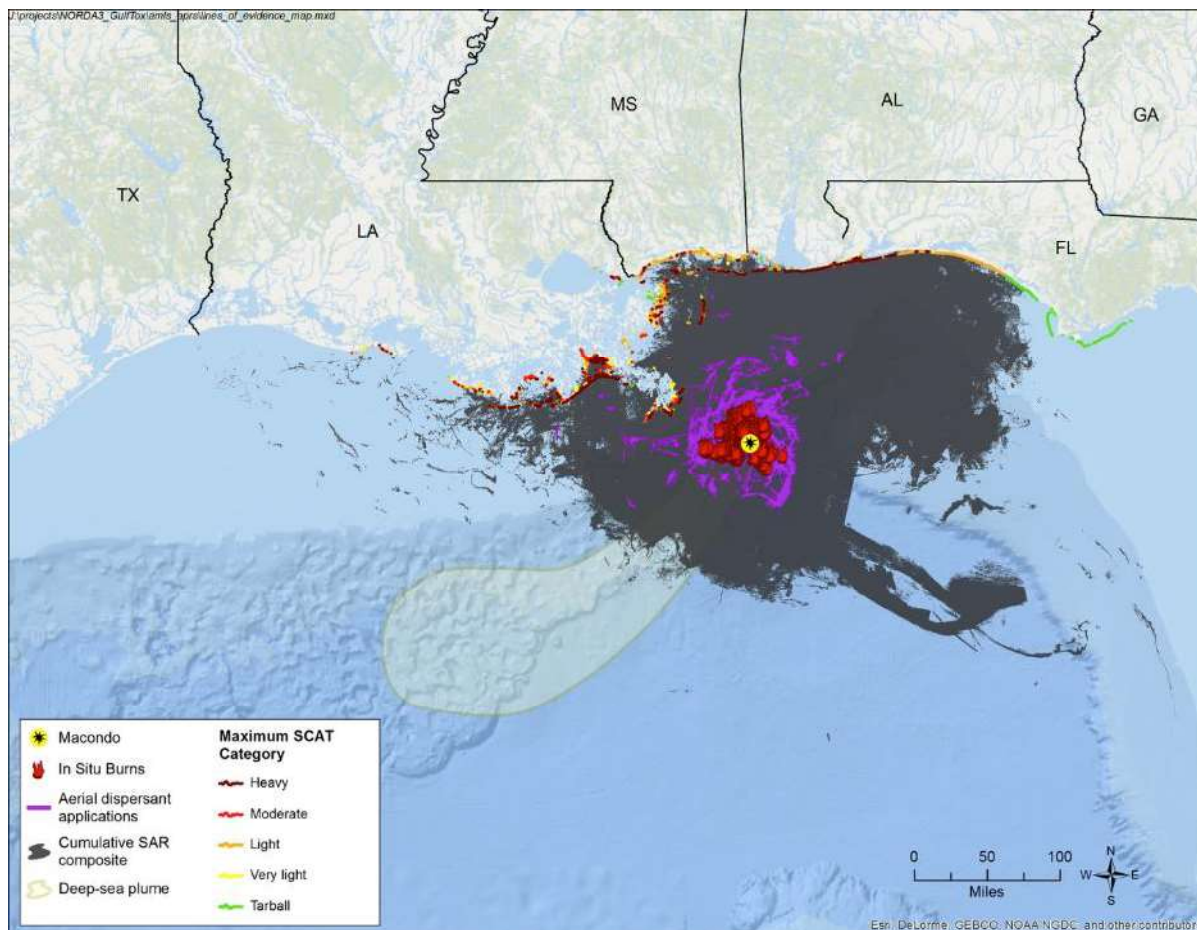 J:\projects\NORDA3_GulfTox\amls_aprs\lines_of_evidence_map.mxd
MS
AL
GA
TX
LA
FL
Macondo
In Situ Burns
Aerial dispersant
applications
Cumulative SAR
composite
Deep-sea plume
Maximum SCAT
Category
Heavy
Moderate
Light
Very light
Tarball
0 50 100
Miles
N
W E
S
Esri, DeLorme, GEBCO, NOAA NGDC, and other contributor